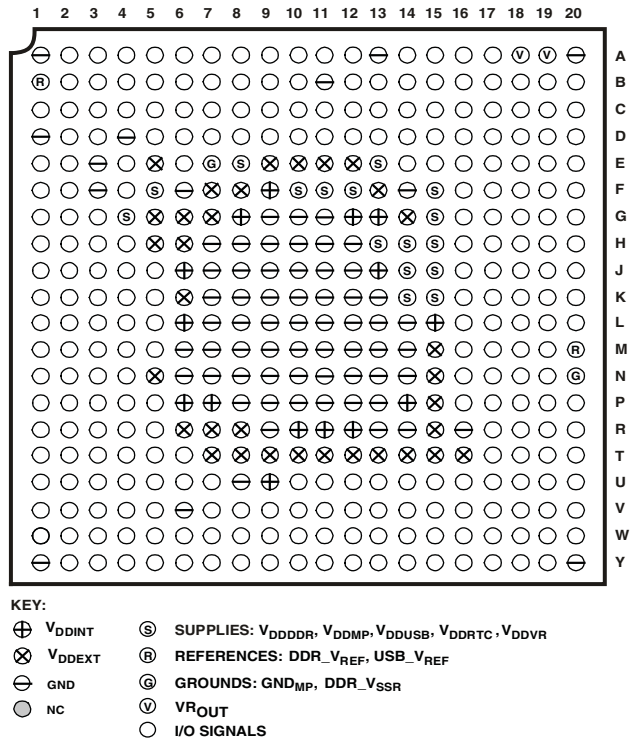 1 2 3 4 5 6 7 8 9 10 11 12 13 14 15 16 17 18 19 20
V V A
R B
C
D
G S E
S S S S S F
S S G
S S S H
S S J
S S K
L
R M
G N
P
R
T
U
V
W
Y
KEY:
VDDINT S SUPPLIES: VDDDDR, VDDMP, VDDUSB, VDDRTC, VDDVR
VDDEXT R REFERENCES: DDR_VREF, USB_VREF
GND G GROUNDS: GNDMP, DDR_VSSR
NC V VROUT
I/O SIGNALS